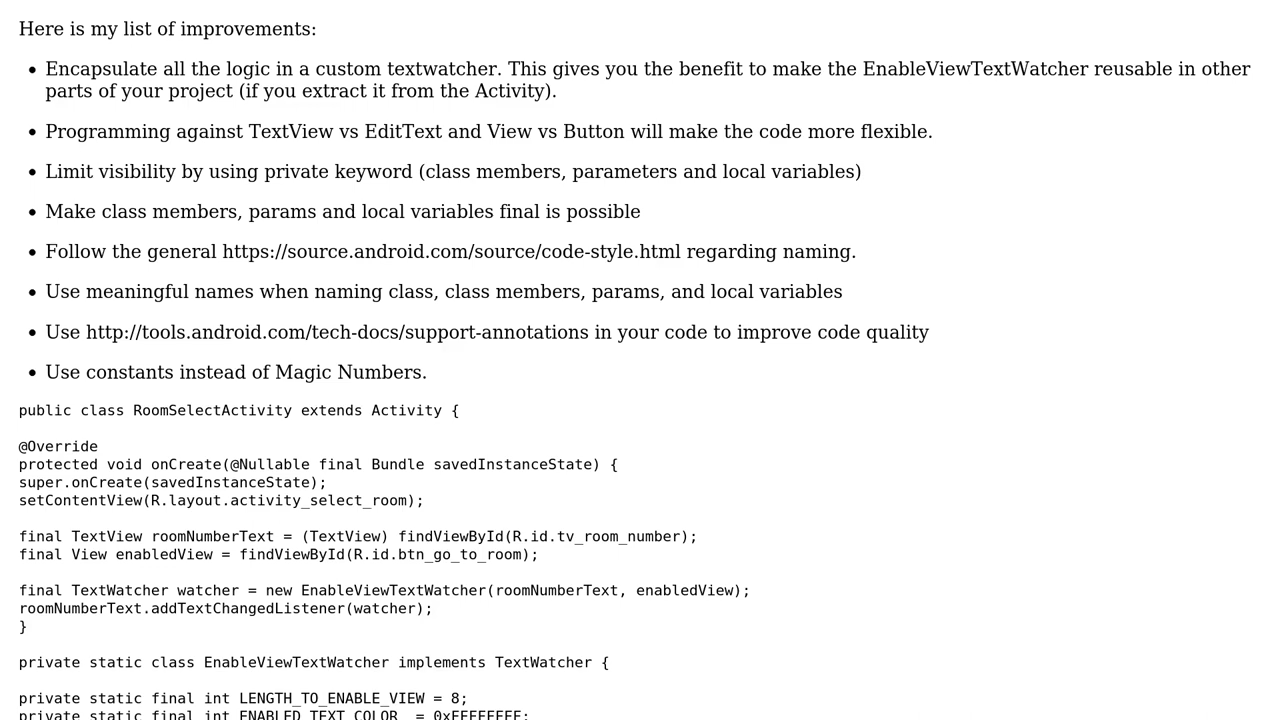 Here is my list of improvements:
• Encapsulate all the logic in a custom textwatcher. This gives you the benefit to make the EnableViewTextWatcher reusable in other
parts of your project (if you extract it from the Activity).
• Programming against TextView vs EditText and View vs Button will make the code more flexible.
• Limit visibility by using private keyword (class members, parameters and local variables)
• Make class members, params and local variables final is possible
• Follow the general https://source.android.com/source/code-style.html regarding naming.
• Use meaningful names when naming class, class members, params, and local variables
• Use http://tools.android.com/tech-docs/support-annotations in your code to improve code quality
• Use constants instead of Magic Numbers.
public class RoomSelectActivity extends Activity {
@Override
protected void onCreate(@Nullable final Bundle savedInstanceState) {
super.onCreate(savedInstanceState);
setContentView(R.layout.activity_select_room);
final TextView roomNumberText = (TextView) findViewById(R.id.tv_room_number);
final View enabledView = findViewById(R.id.btn_go_to_room);
final TextWatcher watcher = new EnableViewTextWatcher(roomNumberText, enabledView);
roomNumberText.addTextChangedListener(watcher);
}
private static class EnableViewTextWatcher implements TextWatcher {
private static final int LENGTH_TO_ENABLE_VIEW = 8;
private static final int ENABLED_TEXT_COLOR  = 0xFFFFFFFF;